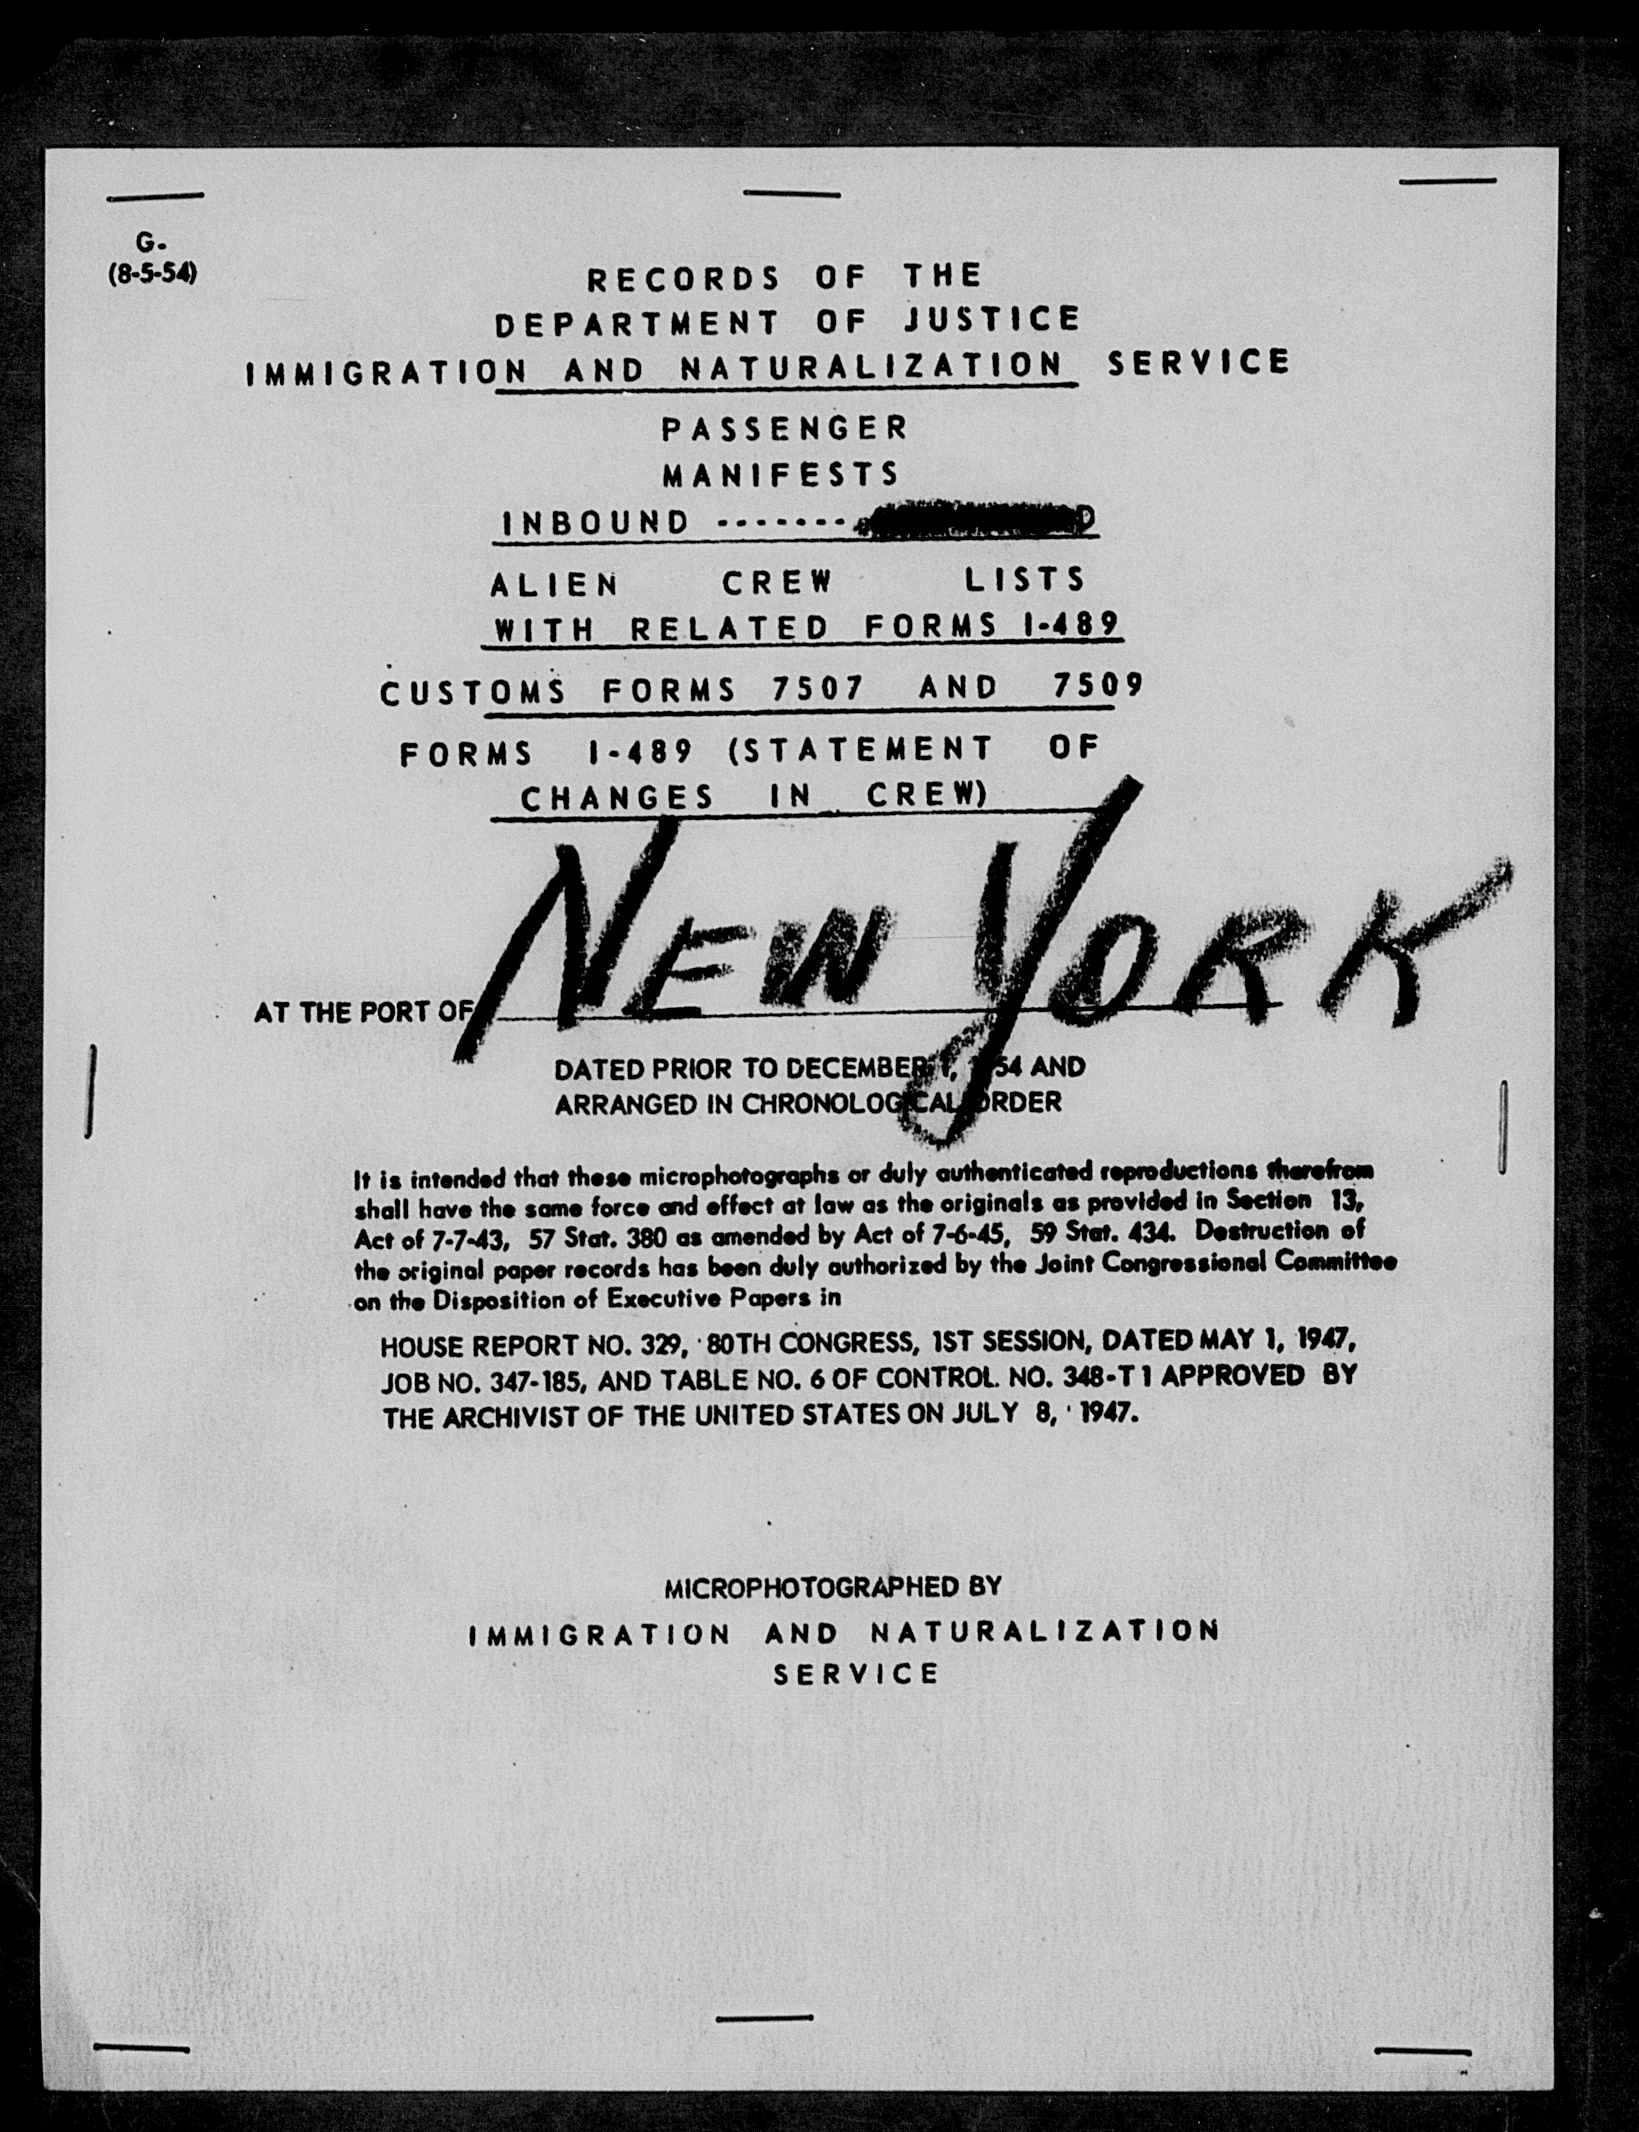 G.
(8-5-54)
RECORDS OF THE
DEPARTMENT OF JUSTICE
IMMIGRATION AND NATURALIZATION SERVICE
PASSENGER
MANIFESTS
INBOUND -------
ALIEN CREW LISTS
WITH RELATED FORMS I-489
CUSTOMS FORMS 7507 AND 7509
FORMS I-489 (STATEMENT OF
CHANGES IN CREW)
AT THE PORT OF NEW YORK
DATED PRIOR TO DECEMBER 1, 1954 AND
ARRANGED IN CHRONOLOGICAL ORDER
It is intended that these microphotographs or duly authenticated reproductions therefrom
shall have the same force and effect at law as the originals as provided in Section 13,
Act of 7-7-43, 57 Stat. 380 as amended by Act of 7-6-45, 59 Stat. 434. Destruction of
the original paper records has been duly authorized by the Joint Congressional Committee
on the Disposition of Executive Papers in
HOUSE REPORT NO. 329, 80TH CONGRESS, 1ST SESSION, DATED MAY 1, 1947,
JOB NO. 347-185, AND TABLE NO. 6 OF CONTROL NO. 348-T1 APPROVED BY
THE ARCHIVIST OF THE UNITED STATES ON JULY 8, 1947.
MICROPHOTOGRAPHED BY
IMMIGRATION AND NATURALIZATION
SERVICE